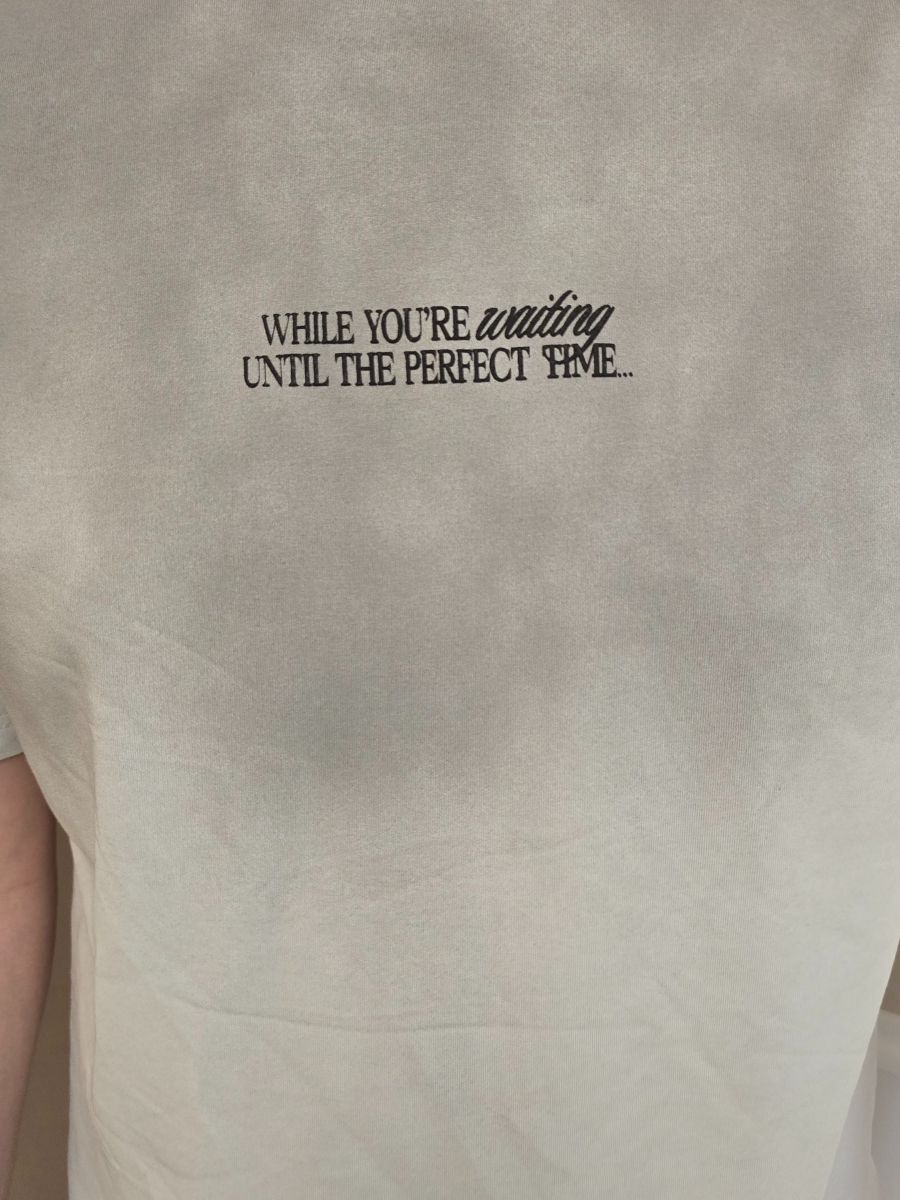 WHILE YOU'RE waiting
UNTIL THE PERFECT TIME...